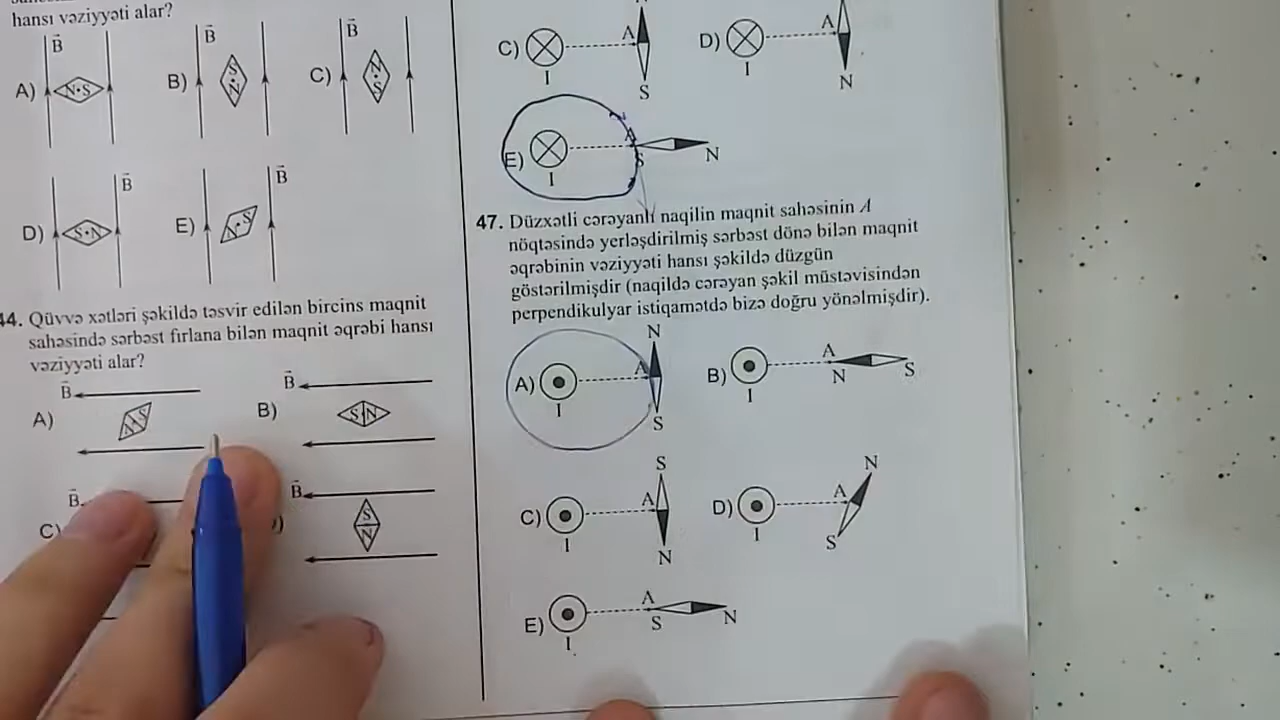 hansı vəziyyəti alar?
A) B⃗ N•S
B) B⃗ S•N
C) B⃗ N•S
D) S•N B⃗
E) N•S B⃗
44. Qüvvə xətləri şəkildə təsvir edilən bircins maqnit
sahəsində sərbəst fırlana bilən maqnit əqrəbi hansı
vəziyyəti alar?
A) B⃗
B) B⃗ S N
C) B⃗
B⃗ S N
C) I A S
D) I A N
E) I A S N
47. Düzxətli cərəyanlı naqilin maqnit sahəsinin A
nöqtəsində yerləşdirilmiş sərbəst dönə bilən maqnit
əqrəbinin vəziyyəti hansı şəkildə düzgün
göstərilmişdir (naqildə cərəyan şəkil müstəvisindən
perpendikulyar istiqamətdə bizə doğru yönəlmişdir).
A) I A N S
B) I A N S
C) I A S N
D) I A N S
E) I A S N